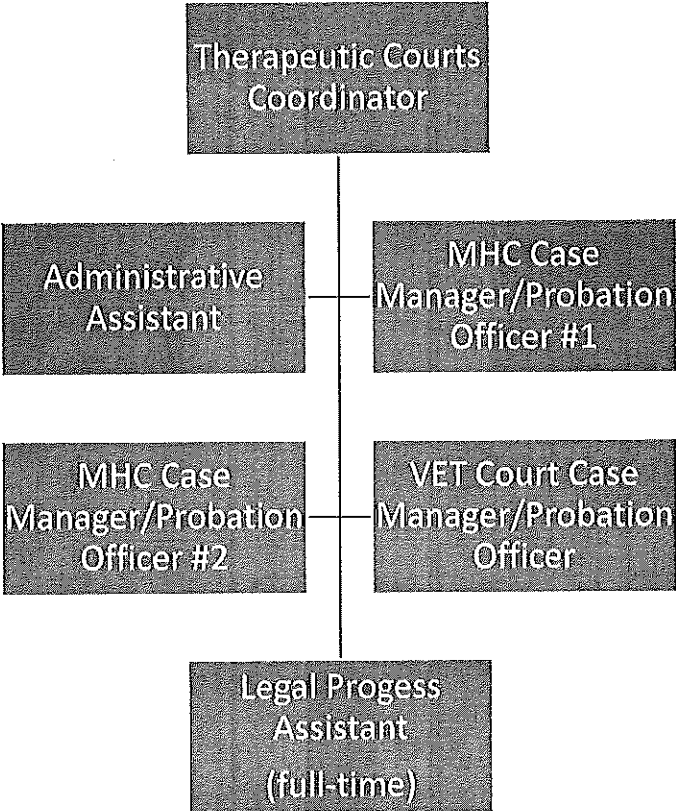 Therapeutic Courts
Coordinator
Administrative
Assistant
MHC Case
Manager/Probation
Officer #1
MHC Case
Manager/Probation
Officer #2
VET Court Case
Manager/Probation
Officer
Legal Progess
Assistant
(full-time)